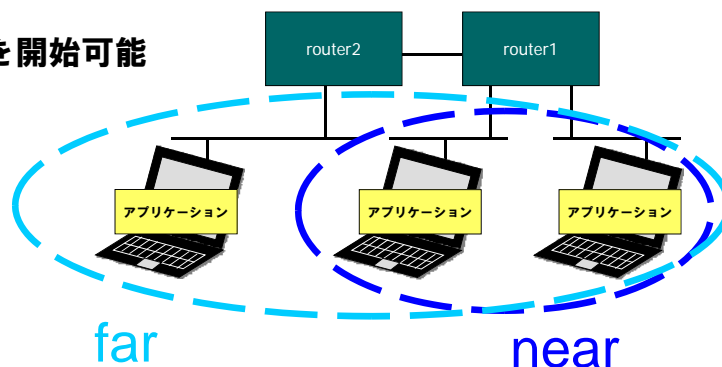 を開始可能
router2
router1
アプリケーション
アプリケーション
アプリケーション
far
near